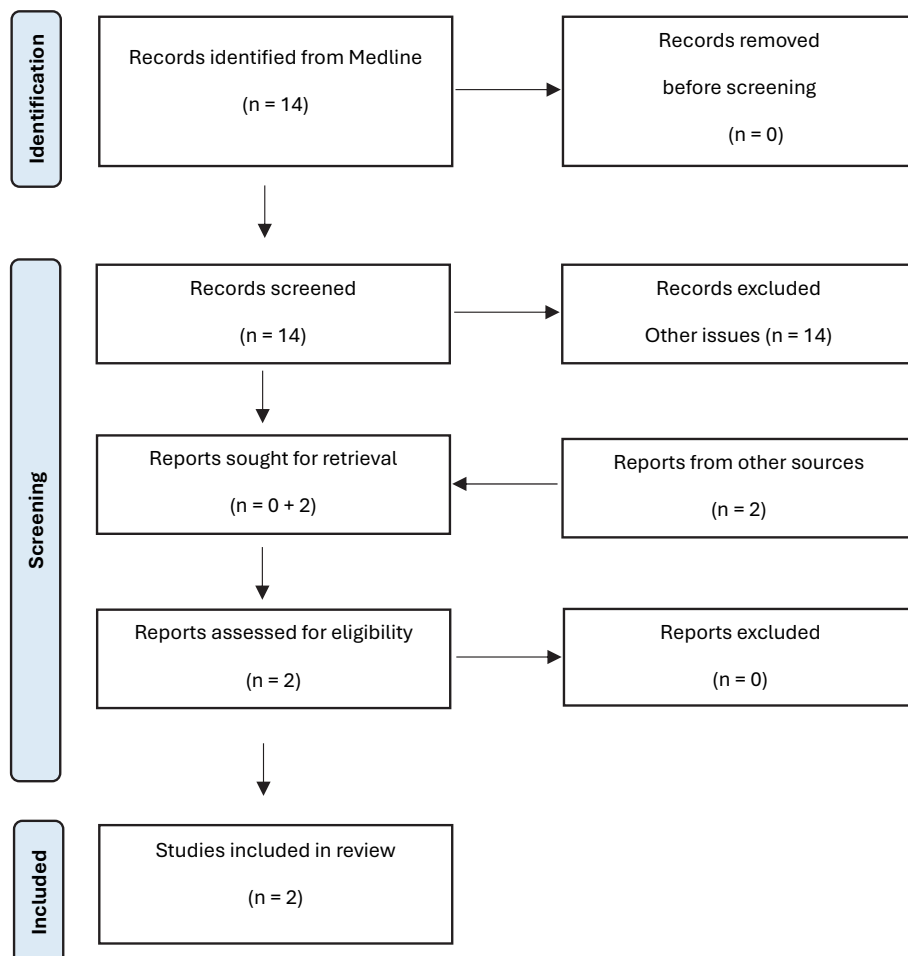 Identification
Records identified from Medline
(n = 14)
Records removed
before screening
(n = 0)
Screening
Records screened
(n = 14)
Records excluded
Other issues (n = 14)
Reports sought for retrieval
(n = 0 + 2)
Reports from other sources
(n = 2)
Reports assessed for eligibility
(n = 2)
Reports excluded
(n = 0)
Included
Studies included in review
(n = 2)